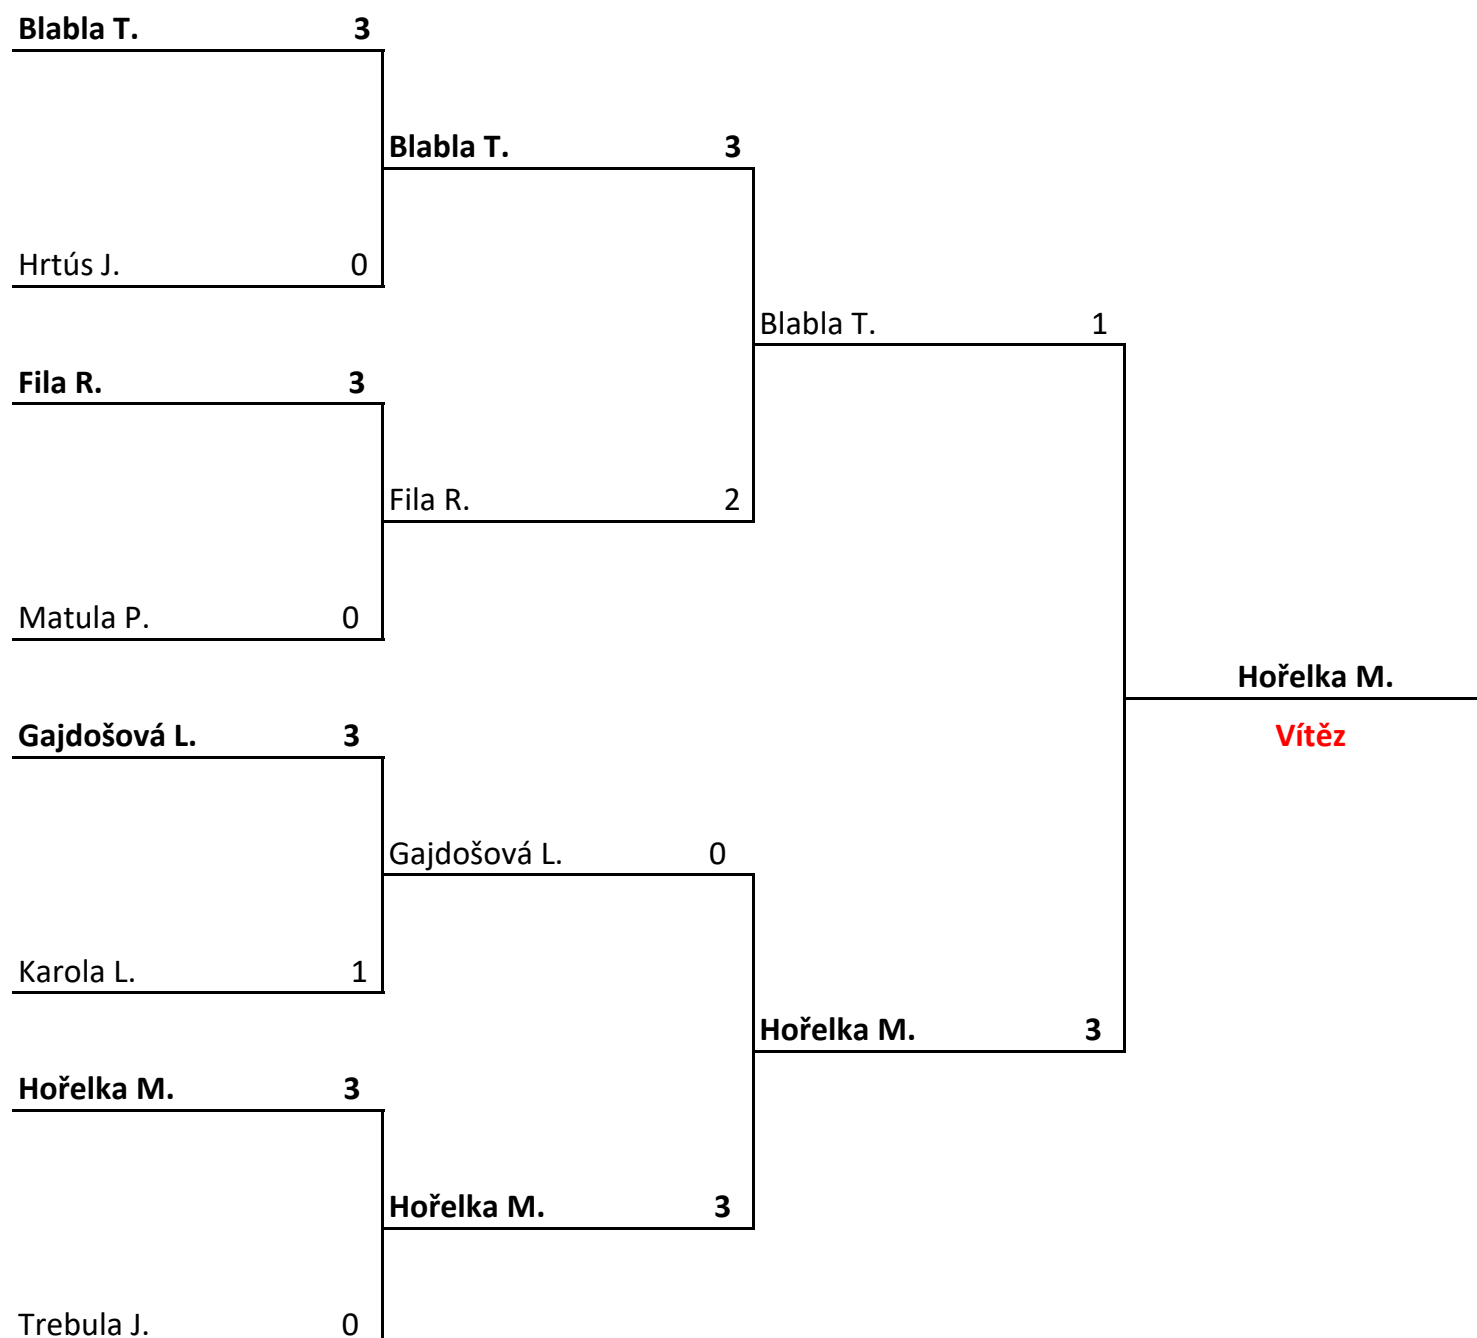 Blabla T. 3
Blabla T. 3
Hrtús J. 0
Blabla T. 1
Fila R. 3
Fila R. 2
Matula P. 0
Hořelka M.
Gajdošová L. 3
Vítěz
Gajdošová L. 0
Karola L. 1
Hořelka M. 3
Hořelka M. 3
Hořelka M. 3
Trebula J. 0